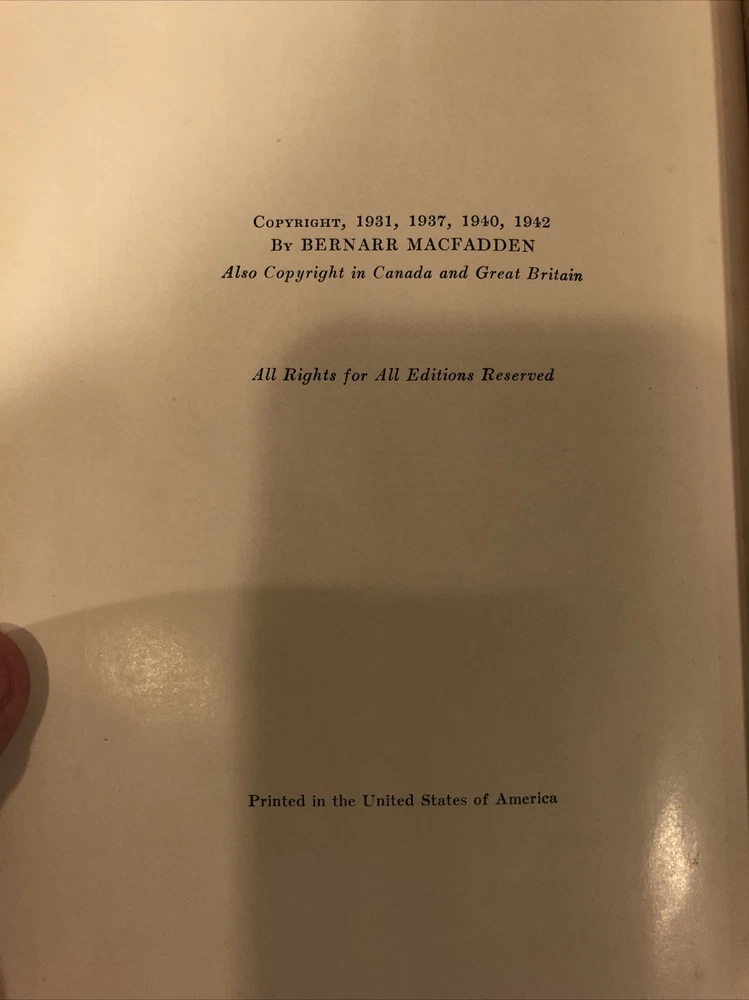 Copyright, 1931, 1937, 1940, 1942
By BERNARR MACFADDEN
Also Copyright in Canada and Great Britain
All Rights for All Editions Reserved
Printed in the United States of America